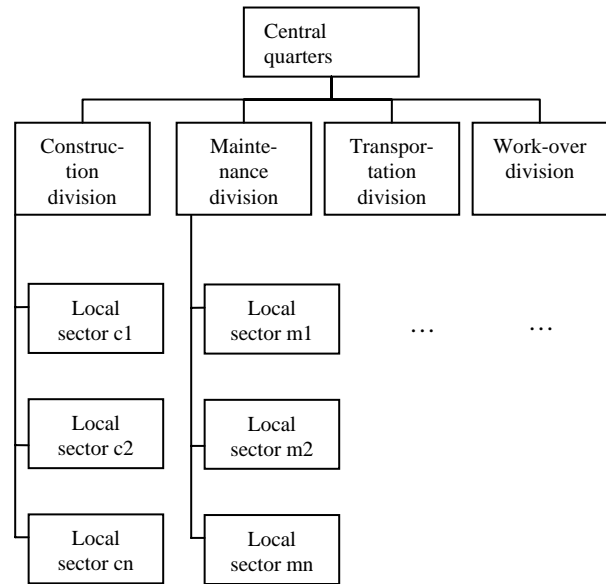 Central
quarters
Construc-
tion
division
Mainte-
nance
division
Transpor-
tation
division
Work-over
division
Local
sector c1
Local
sector m1
...
...
Local
sector c2
Local
sector m2
Local
sector cn
Local
sector mn